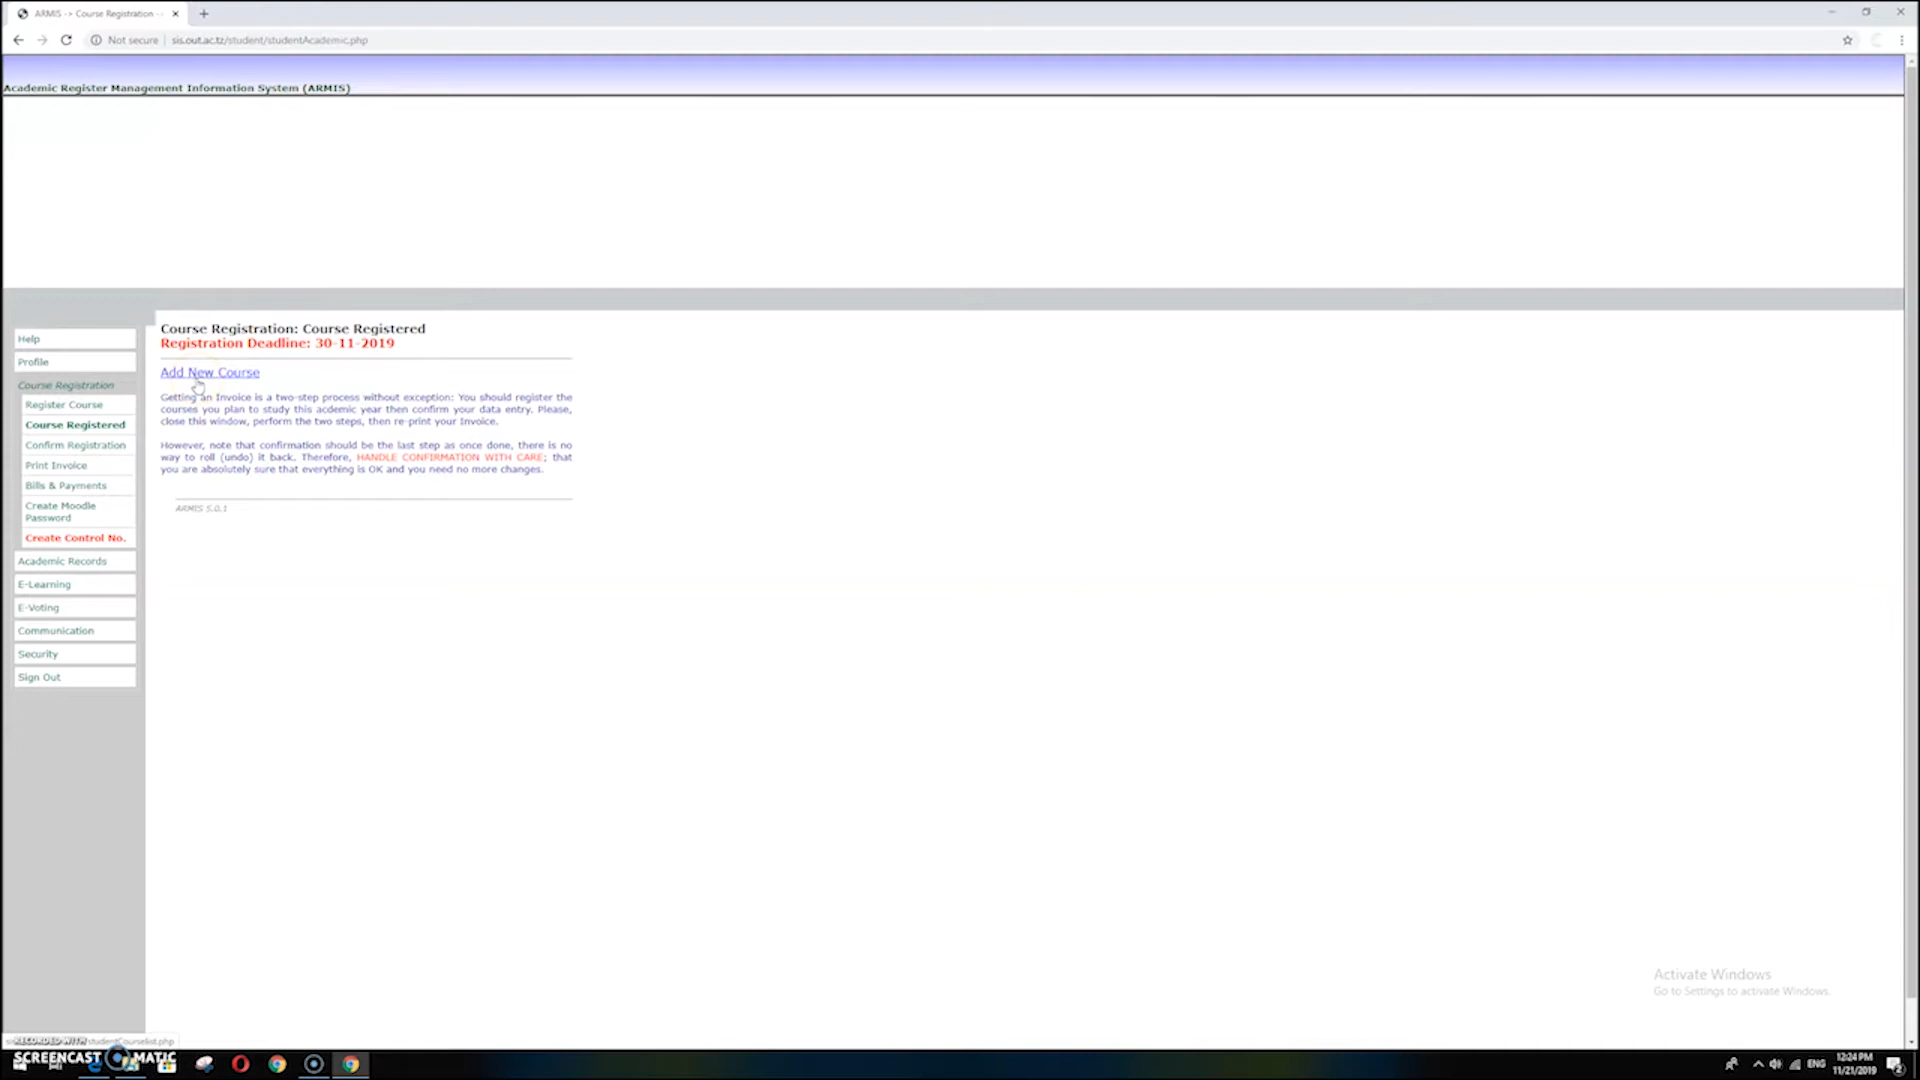 ARMIS -> Course Registration -
Not secure
sis.out.ac.tz/student/studentAcademic.php
Academic Register Management Information System (ARMIS)
Help
Profile
Course Registration
Register Course
Course Registered
Confirm Registration
Print Invoice
Bills & Payments
Create Moodle
Password
Create Control No.
Academic Records
E-Learning
E-Voting
Communication
Security
Sign Out
Course Registration: Course Registered
Registration Deadline: 30-11-2019
Add New Course
Getting an Invoice is a two-step process without exception: You should register the
courses you plan to study this acdemic year then confirm your data entry. Please,
close this window, perform the two steps, then re-print your Invoice.
However, note that confirmation should be the last step as once done, there is no
way to roll (undo) it back. Therefore, HANDLE CONFIRMATION WITH CARE; that
you are absolutely sure that everything is OK and you need no more changes.
ARMIS 5.0.1
Activate Windows
Go to Settings to activate Windows.
RECORDED WITH
SCREENCAST MATIC
ENG
12:24 PM
11/21/2019